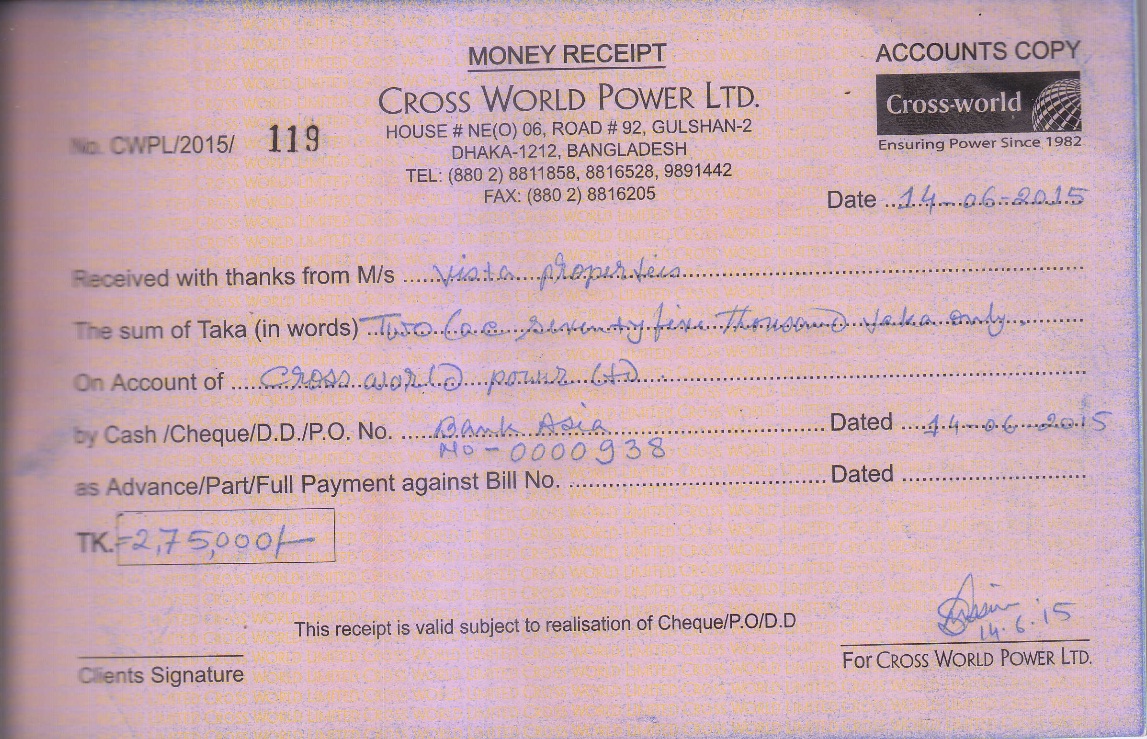 MONEY RECEIPT
ACCOUNTS COPY
CROSS WORLD POWER LTD.
Cross-world
Ensuring Power Since 1982
No. CWPL/2015/ 119
HOUSE # NE(O) 06, ROAD # 92, GULSHAN-2
DHAKA-1212, BANGLADESH
TEL: (880 2) 8811858, 8816528, 9891442
FAX: (880 2) 8816205
Date 14-06-2015
Received with thanks from M/s Vista properties
The sum of Taka (in words) Two Lac seventy five Thousand taka only.
On Account of Cross world power Ltd.
by Cash /Cheque/D.D./P.O. No. Bank Asia Dated 14-06-2015
No - 0000938
as Advance/Part/Full Payment against Bill No. Dated
TK. =2,75,000/-
14.6.15
This receipt is valid subject to realisation of Cheque/P.O/D.D
For CROSS WORLD POWER LTD.
Clients Signature